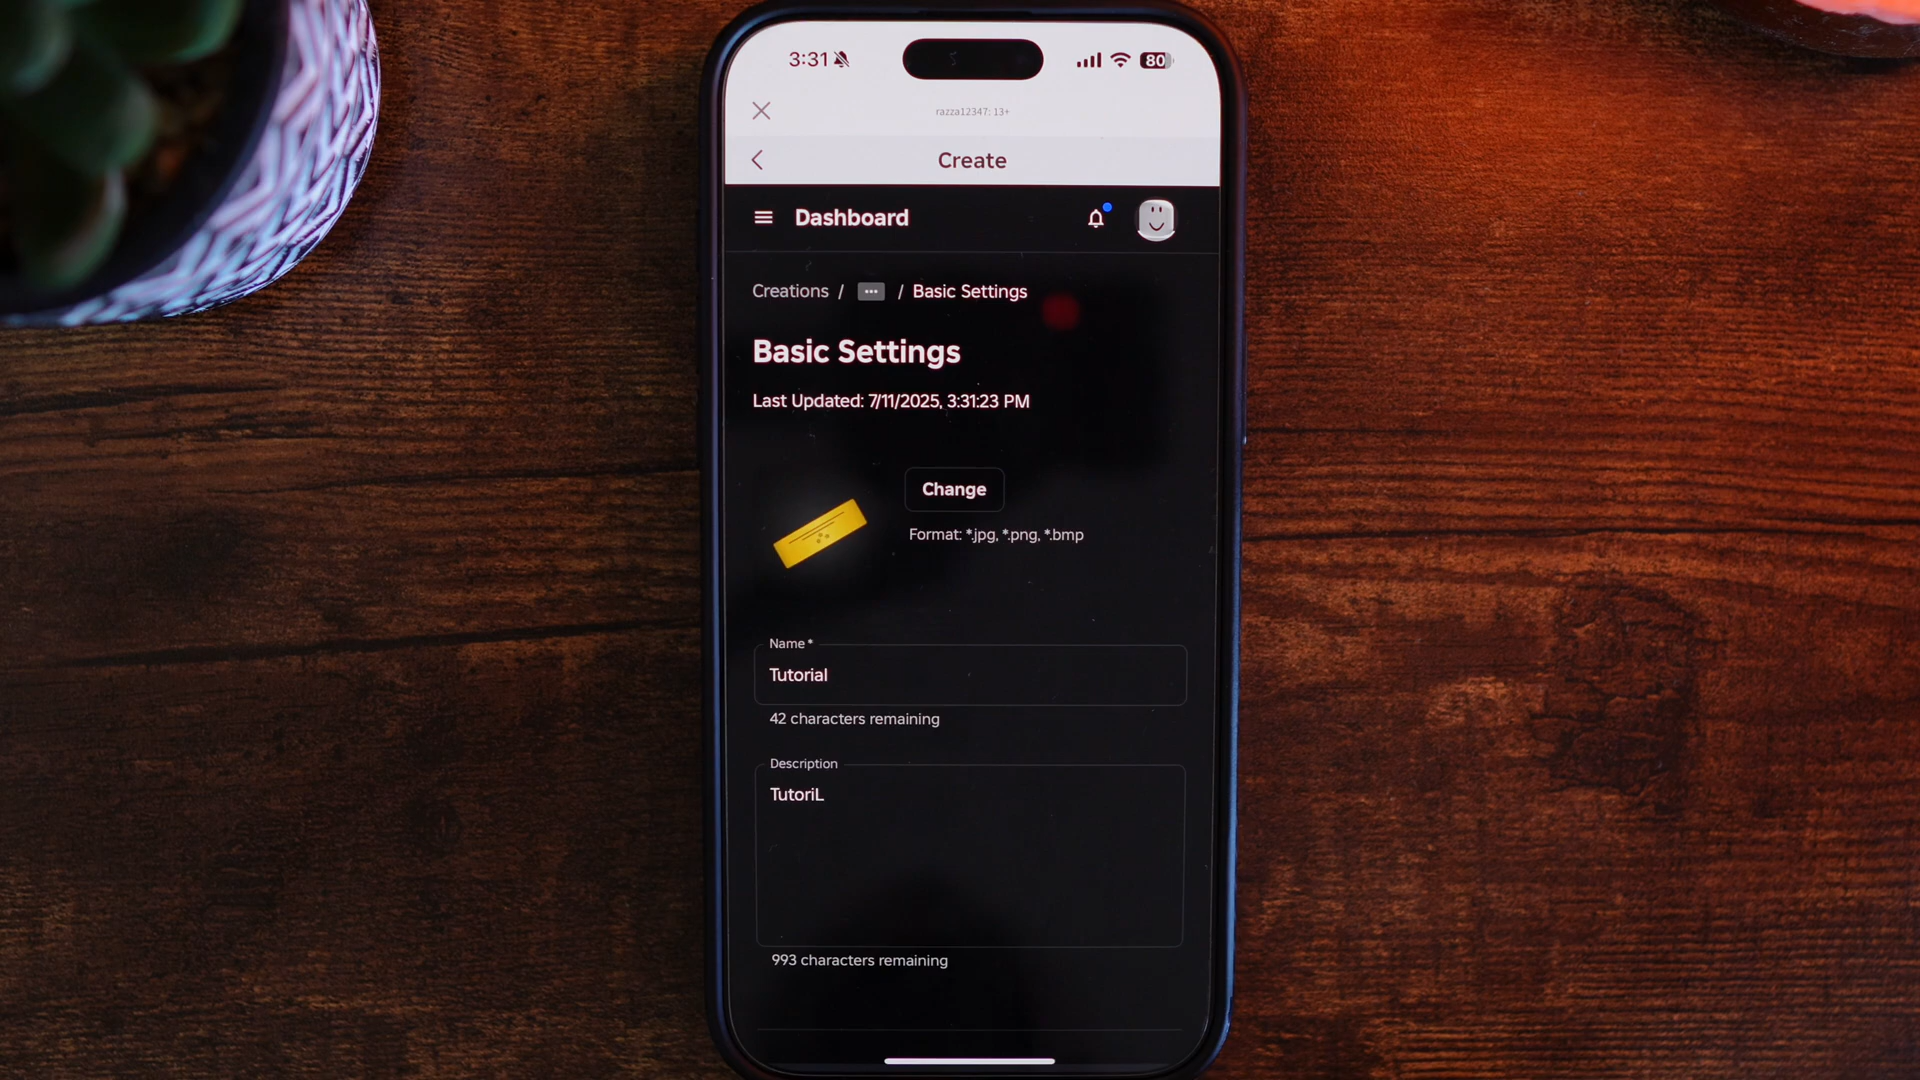 3:31
80
razza12347: 13+
Create
Dashboard
Creations / ... / Basic Settings
Basic Settings
Last Updated: 7/11/2025, 3:31:23 PM
Change
Format: *.jpg, *.png, *.bmp
Name *
Tutorial
42 characters remaining
Description
TutoriL
993 characters remaining